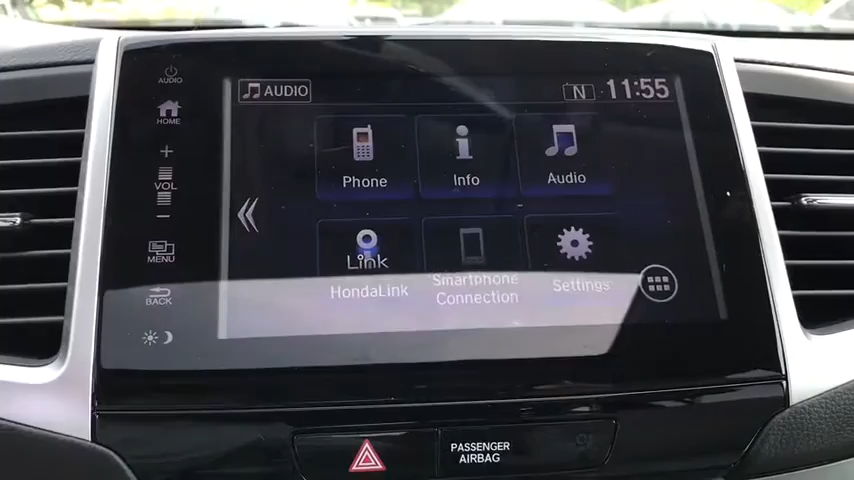 AUDIO
HOME
+
VOL
−
MENU
BACK
AUDIO
N
11:55
Phone
Info
Audio
Link
HondaLink
Smartphone
Connection
Settings
PASSENGER
AIRBAG